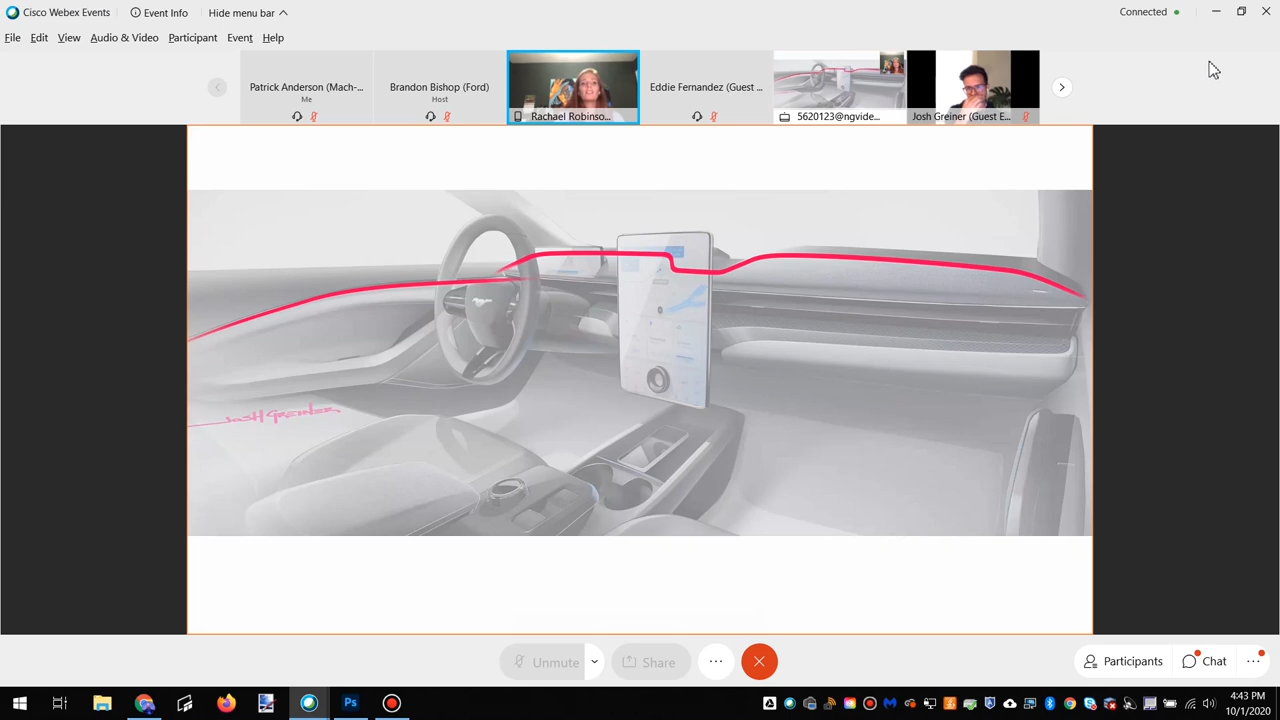 Cisco Webex Events
Event Info
Hide menu bar
Connected
File Edit View Audio & Video Participant Event Help
Patrick Anderson (Mach-...
Me
Brandon Bishop (Ford)
Host
Rachael Robinso...
Eddie Fernandez (Guest ...
5620123@ngvide...
Josh Greiner (Guest E...
JOSH GREINER
Unmute
Share
Participants
Chat
Ps
4:43 PM
10/1/2020